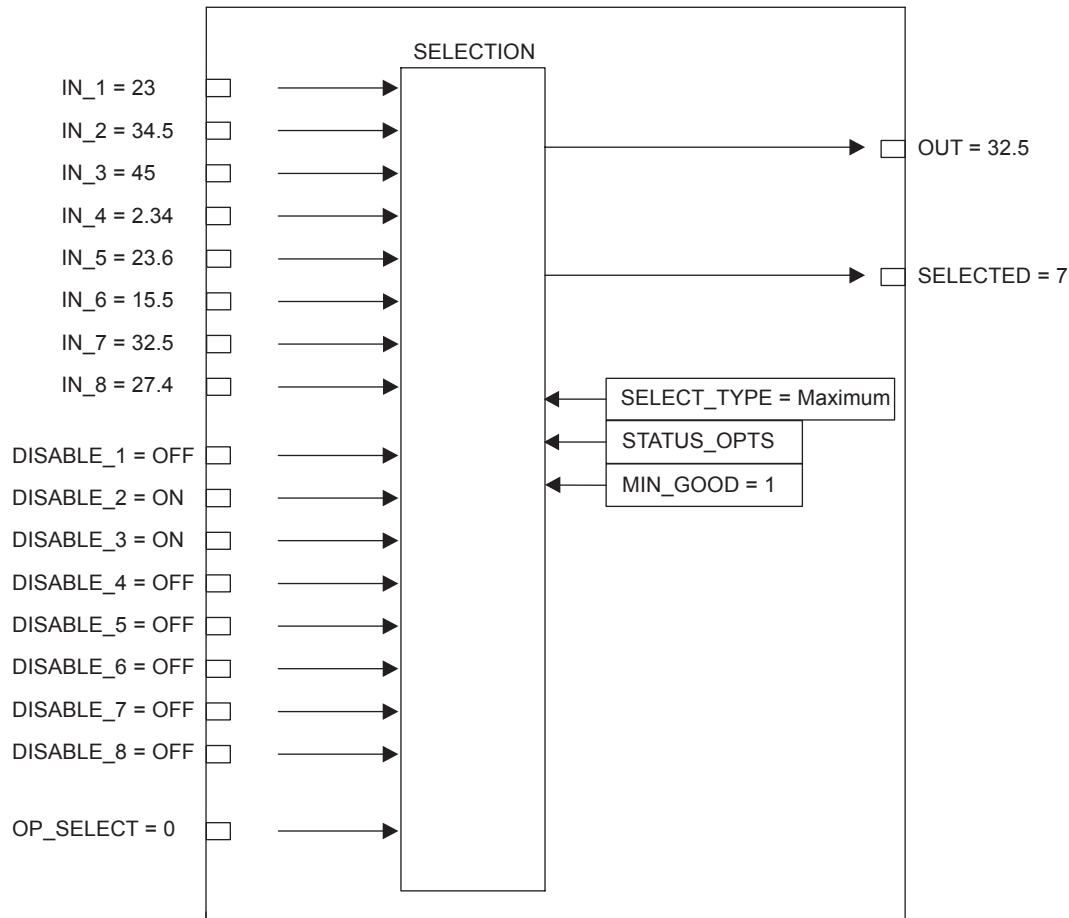 SELECTION
IN_1 = 23
IN_2 = 34.5
OUT = 32.5
IN_3 = 45
IN_4 = 2.34
IN_5 = 23.6
SELECTED = 7
IN_6 = 15.5
IN_7 = 32.5
IN_8 = 27.4
SELECT_TYPE = Maximum
STATUS_OPTS
MIN_GOOD = 1
DISABLE_1 = OFF
DISABLE_2 = ON
DISABLE_3 = ON
DISABLE_4 = OFF
DISABLE_5 = OFF
DISABLE_6 = OFF
DISABLE_7 = OFF
DISABLE_8 = OFF
OP_SELECT = 0